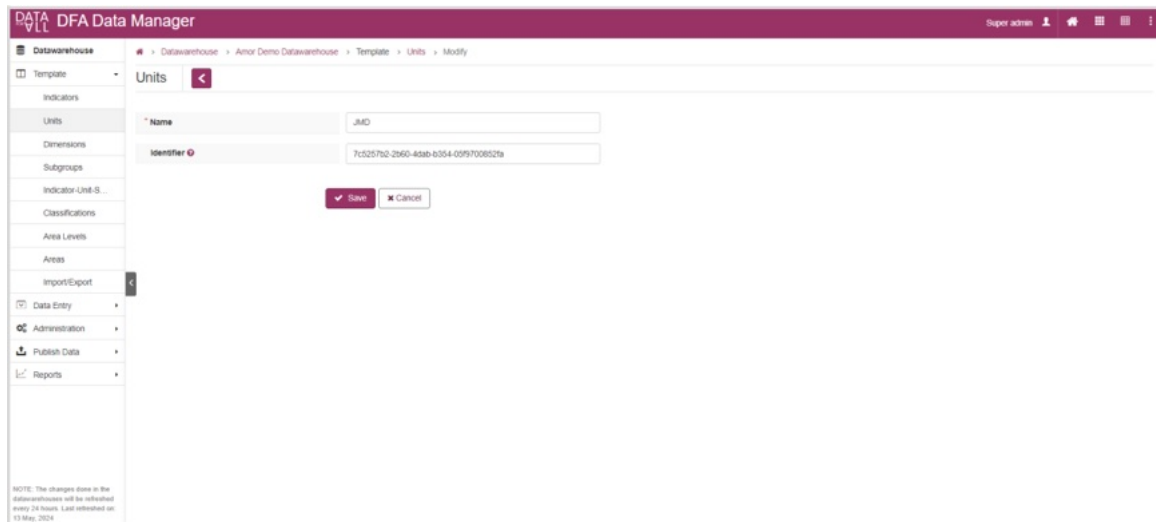 DATA
FOR
ALL
DFA Data Manager
Super admin
Datawarehouse
Datawarehouse > Amor Demo Datawarehouse > Template > Units > Modify
Template
Units
Indicators
Units
* Name
JMD
Dimensions
Identifier
7c5257b2-2b60-4dab-b354-05f9700852fa
Subgroups
Indicator-Unit-S...
Save
Cancel
Classifications
Area Levels
Areas
Import/Export
Data Entry
Administration
Publish Data
Reports
NOTE: The changes done in the
datawarehouses will be refreshed
every 24 hours. Last refreshed on:
13 May, 2024